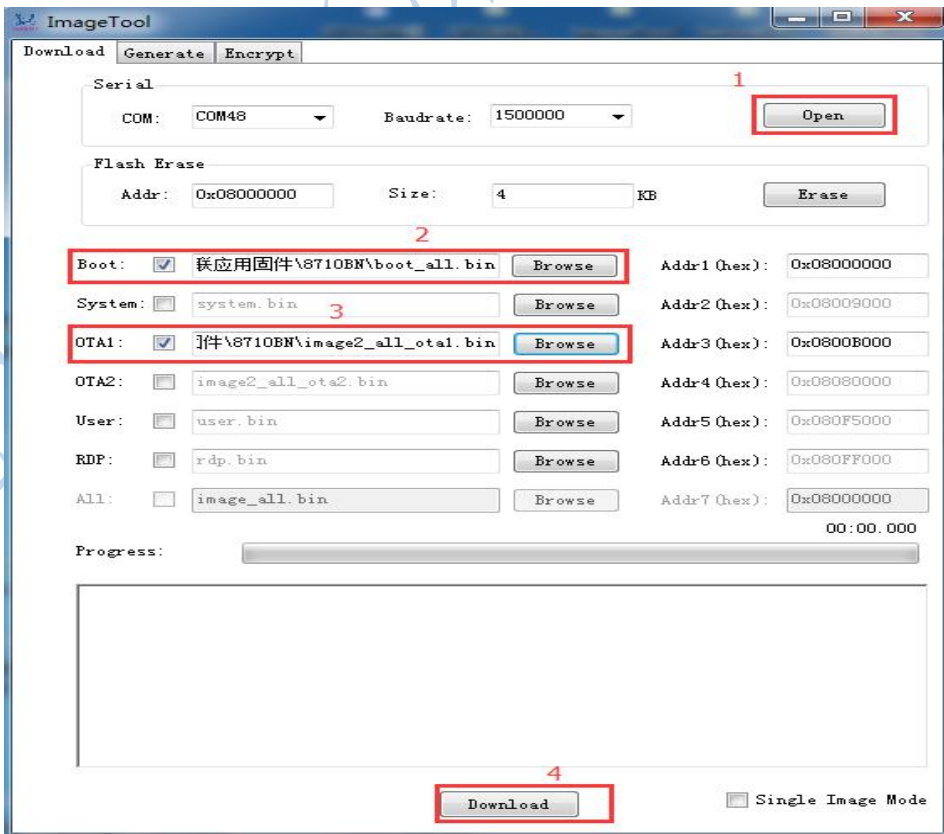 ImageTool
Download Generate Encrypt
Serial
1
COM: COM48 Baudrate: 1500000 Open
Flash Erase
Addr: 0x08000000 Size: 4 KB Erase
2
Boot: 联应用固件\8710BN\boot_all.bin Browse Addr1(hex): 0x08000000
System: system.bin Browse Addr2(hex): 0x08009000
3
OTA1: 件\8710BN\image2_all_ota1.bin Browse Addr3(hex): 0x0800B000
OTA2: image2_all_ota2.bin Browse Addr4(hex): 0x08080000
User: user.bin Browse Addr5(hex): 0x080F5000
RDP: rdp.bin Browse Addr6(hex): 0x080FF000
All: image_all.bin Browse Addr7(hex): 0x08000000
00:00.000
Progress:
4
Download Single Image Mode